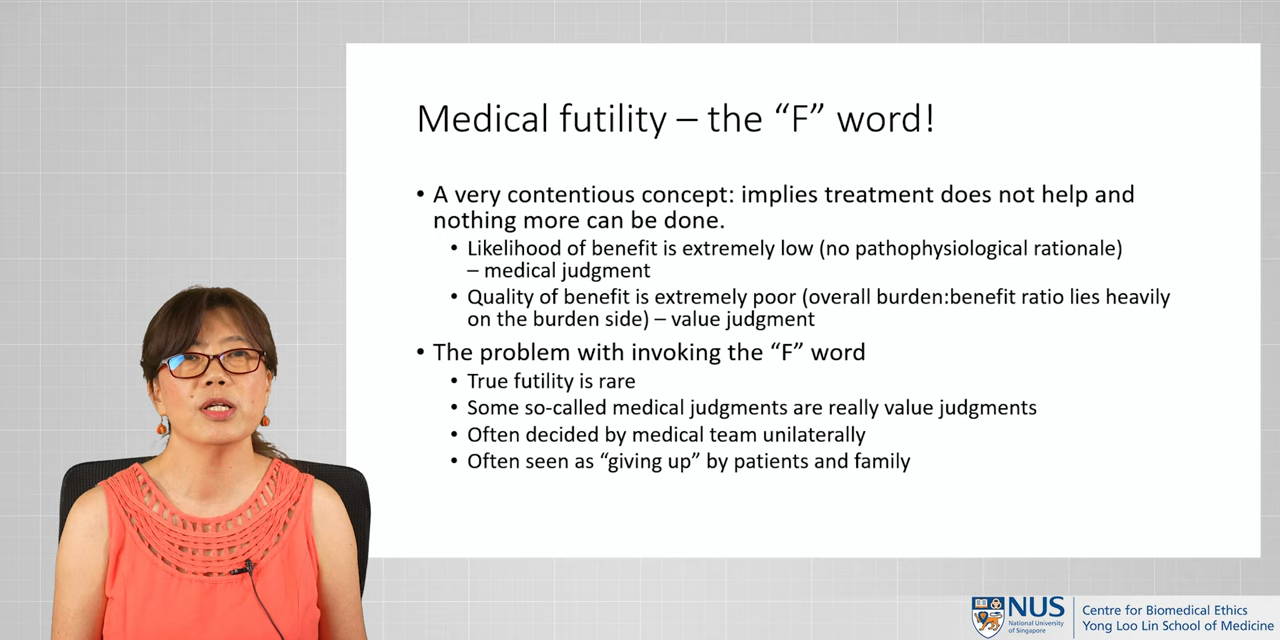 Medical futility – the “F” word!
• A very contentious concept: implies treatment does not help and
nothing more can be done.
• Likelihood of benefit is extremely low (no pathophysiological rationale)
– medical judgment
• Quality of benefit is extremely poor (overall burden:benefit ratio lies heavily
on the burden side) – value judgment
• The problem with invoking the “F” word
• True futility is rare
• Some so-called medical judgments are really value judgments
• Often decided by medical team unilaterally
• Often seen as “giving up” by patients and family
NUS
National University
of Singapore
Centre for Biomedical Ethics
Yong Loo Lin School of Medicine